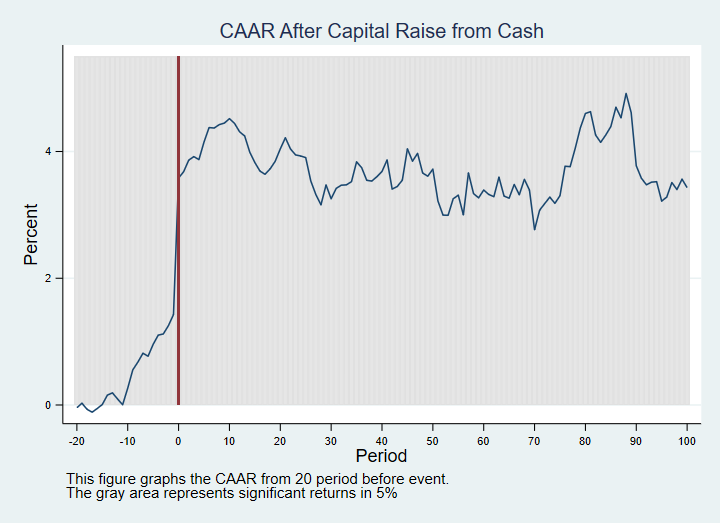 CAAR After Capital Raise from Cash
Percent
4
2
0
-20 -10 0 10 20 30 40 50 60 70 80 90 100
Period
This figure graphs the CAAR from 20 period before event.
The gray area represents significant returns in 5%